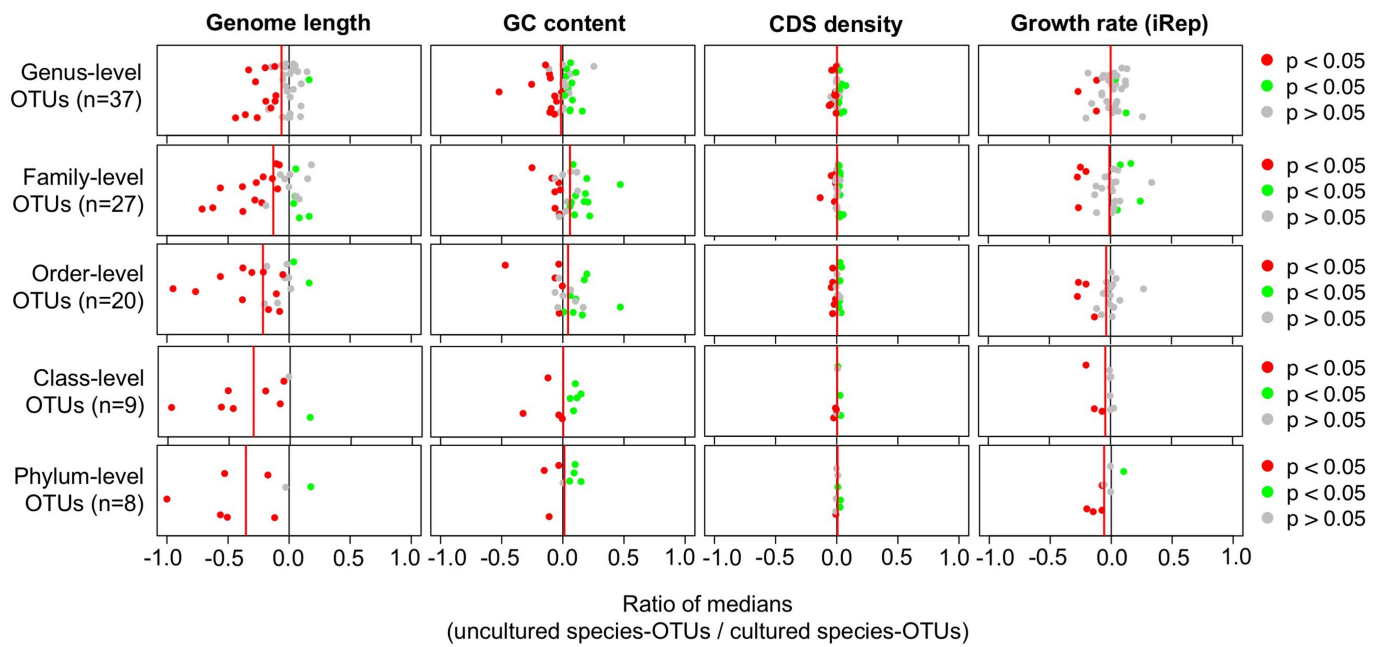 Genome length
GC content
CDS density
Growth rate (iRep)
Genus-level
OTUs (n=37)
p < 0.05
p < 0.05
p > 0.05
Family-level
OTUs (n=27)
p < 0.05
p < 0.05
p > 0.05
Order-level
OTUs (n=20)
p < 0.05
p < 0.05
p > 0.05
Class-level
OTUs (n=9)
p < 0.05
p < 0.05
p > 0.05
Phylum-level
OTUs (n=8)
p < 0.05
p < 0.05
p > 0.05
-1.0 -0.5 0.0 0.5 1.0
-1.0 -0.5 0.0 0.5 1.0
-1.0 -0.5 0.0 0.5 1.0
-1.0 -0.5 0.0 0.5 1.0
Ratio of medians
(uncultured species-OTUs / cultured species-OTUs)